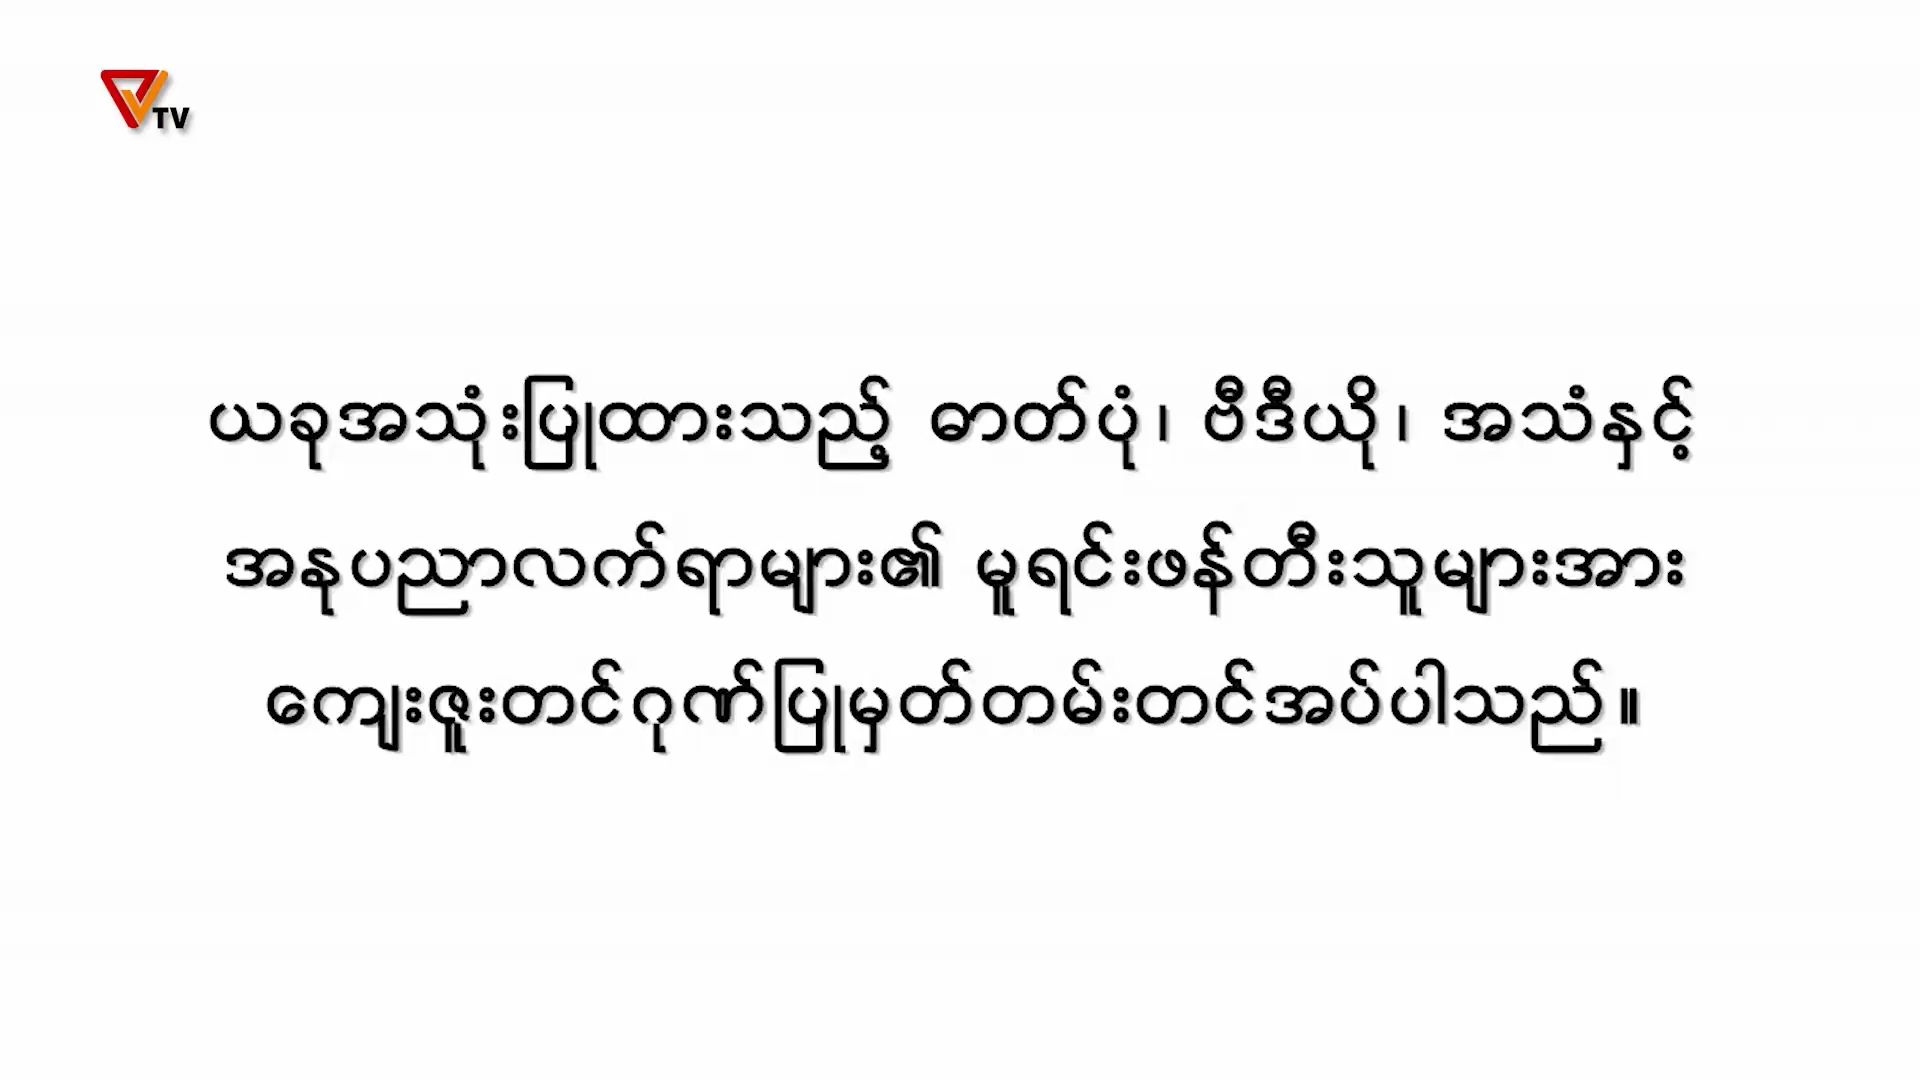 TV
ယခုအသုံးပြုထားသည့် ဓာတ်ပုံ၊ ဗီဒီယို၊ အသံနှင့်
အနုပညာလက်ရာများ၏ မူရင်းဖန်တီးသူများအား
ကျေးဇူးတင်ဂုဏ်ပြုမှတ်တမ်းတင်အပ်ပါသည်။